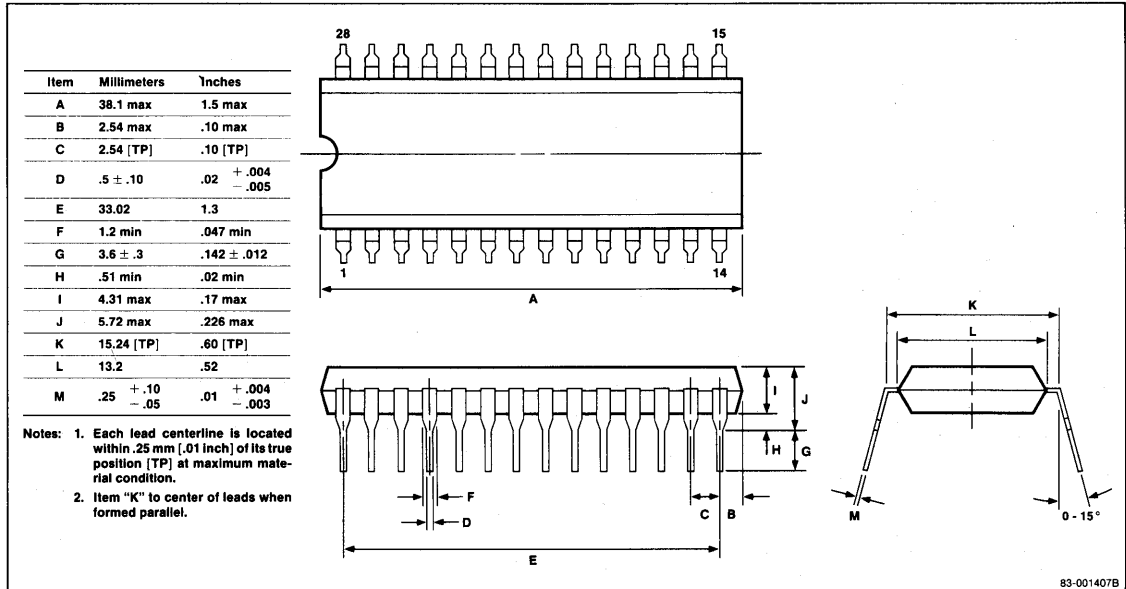 Item Millimeters Inches
A 38.1 max 1.5 max
B 2.54 max .10 max
C 2.54 [TP] .10 [TP]
D .5 ± .10 .02 + .004
- .005
E 33.02 1.3
F 1.2 min .047 min
G 3.6 ± .3 .142 ± .012
H .51 min .02 min
I 4.31 max .17 max
J 5.72 max .226 max
K 15.24 [TP] .60 [TP]
L 13.2 .52
M .25 + .10 .01 + .004
- .05 - .003
Notes: 1. Each lead centerline is located
within .25 mm [.01 inch] of its true
position [TP] at maximum mate-
rial condition.
2. Item "K" to center of leads when
formed parallel.
28 15
1 14
A
K
L
I J
H G
F C B
D
E
M 0 - 15°
83-001407B